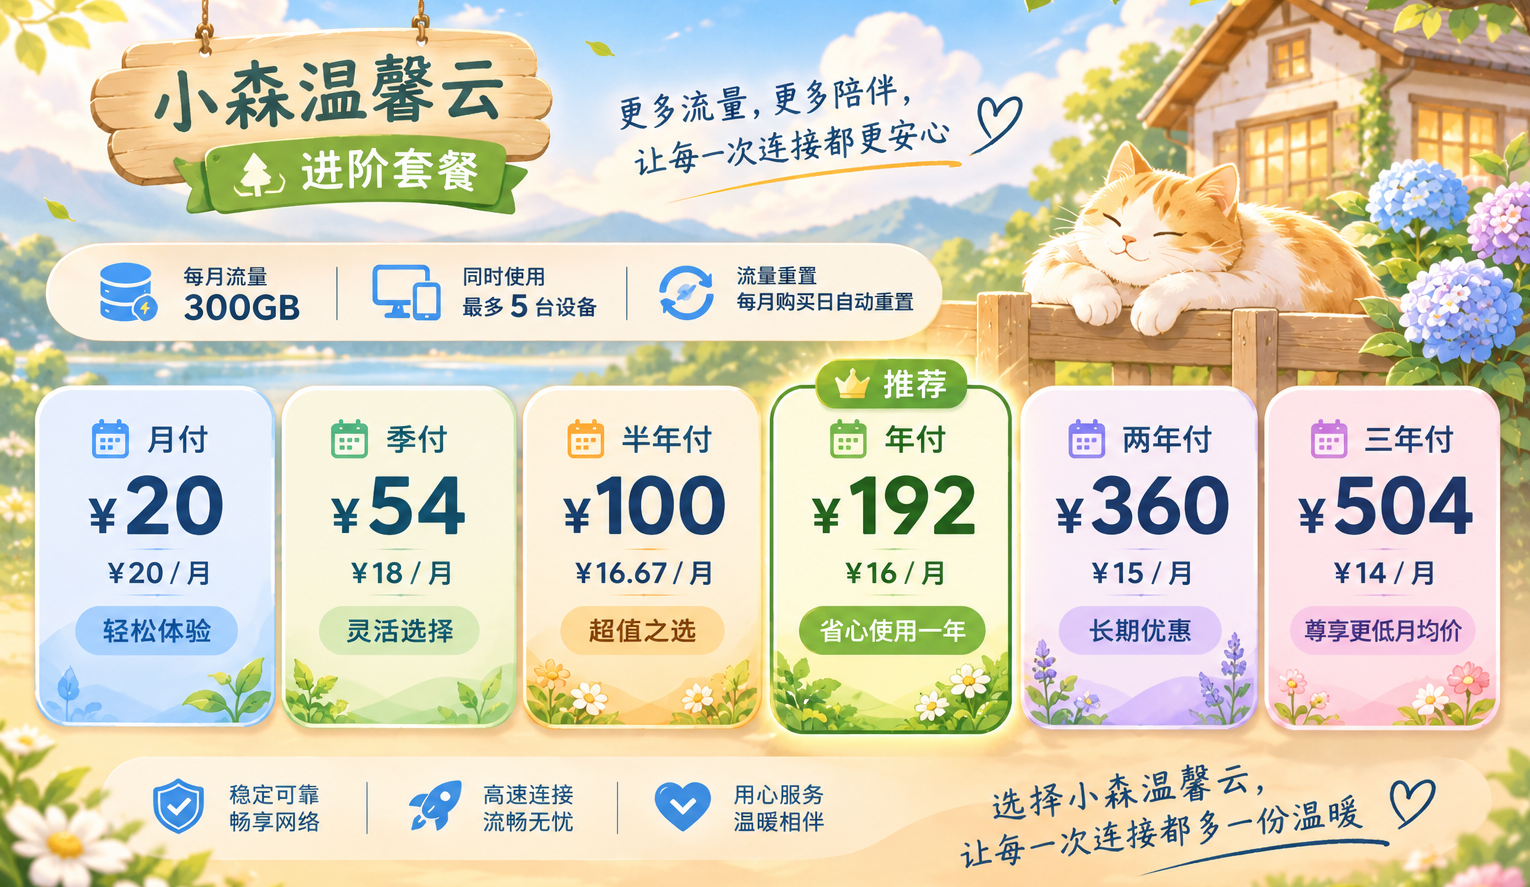 小森温馨云
进阶套餐
更多流量，更多陪伴，
让每一次连接都更安心
每月流量
300GB
同时使用
最多 5 台设备
流量重置
每月购买日自动重置
月付
¥20
¥20 / 月
轻松体验
季付
¥54
¥18 / 月
灵活选择
半年付
¥100
¥16.67 / 月
超值之选
推荐
年付
¥192
¥16 / 月
省心使用一年
两年付
¥360
¥15 / 月
长期优惠
三年付
¥504
¥14 / 月
尊享更低月均价
稳定可靠
畅享网络
高速连接
流畅无忧
用心服务
温暖相伴
选择小森温馨云，
让每一次连接都多一份温暖